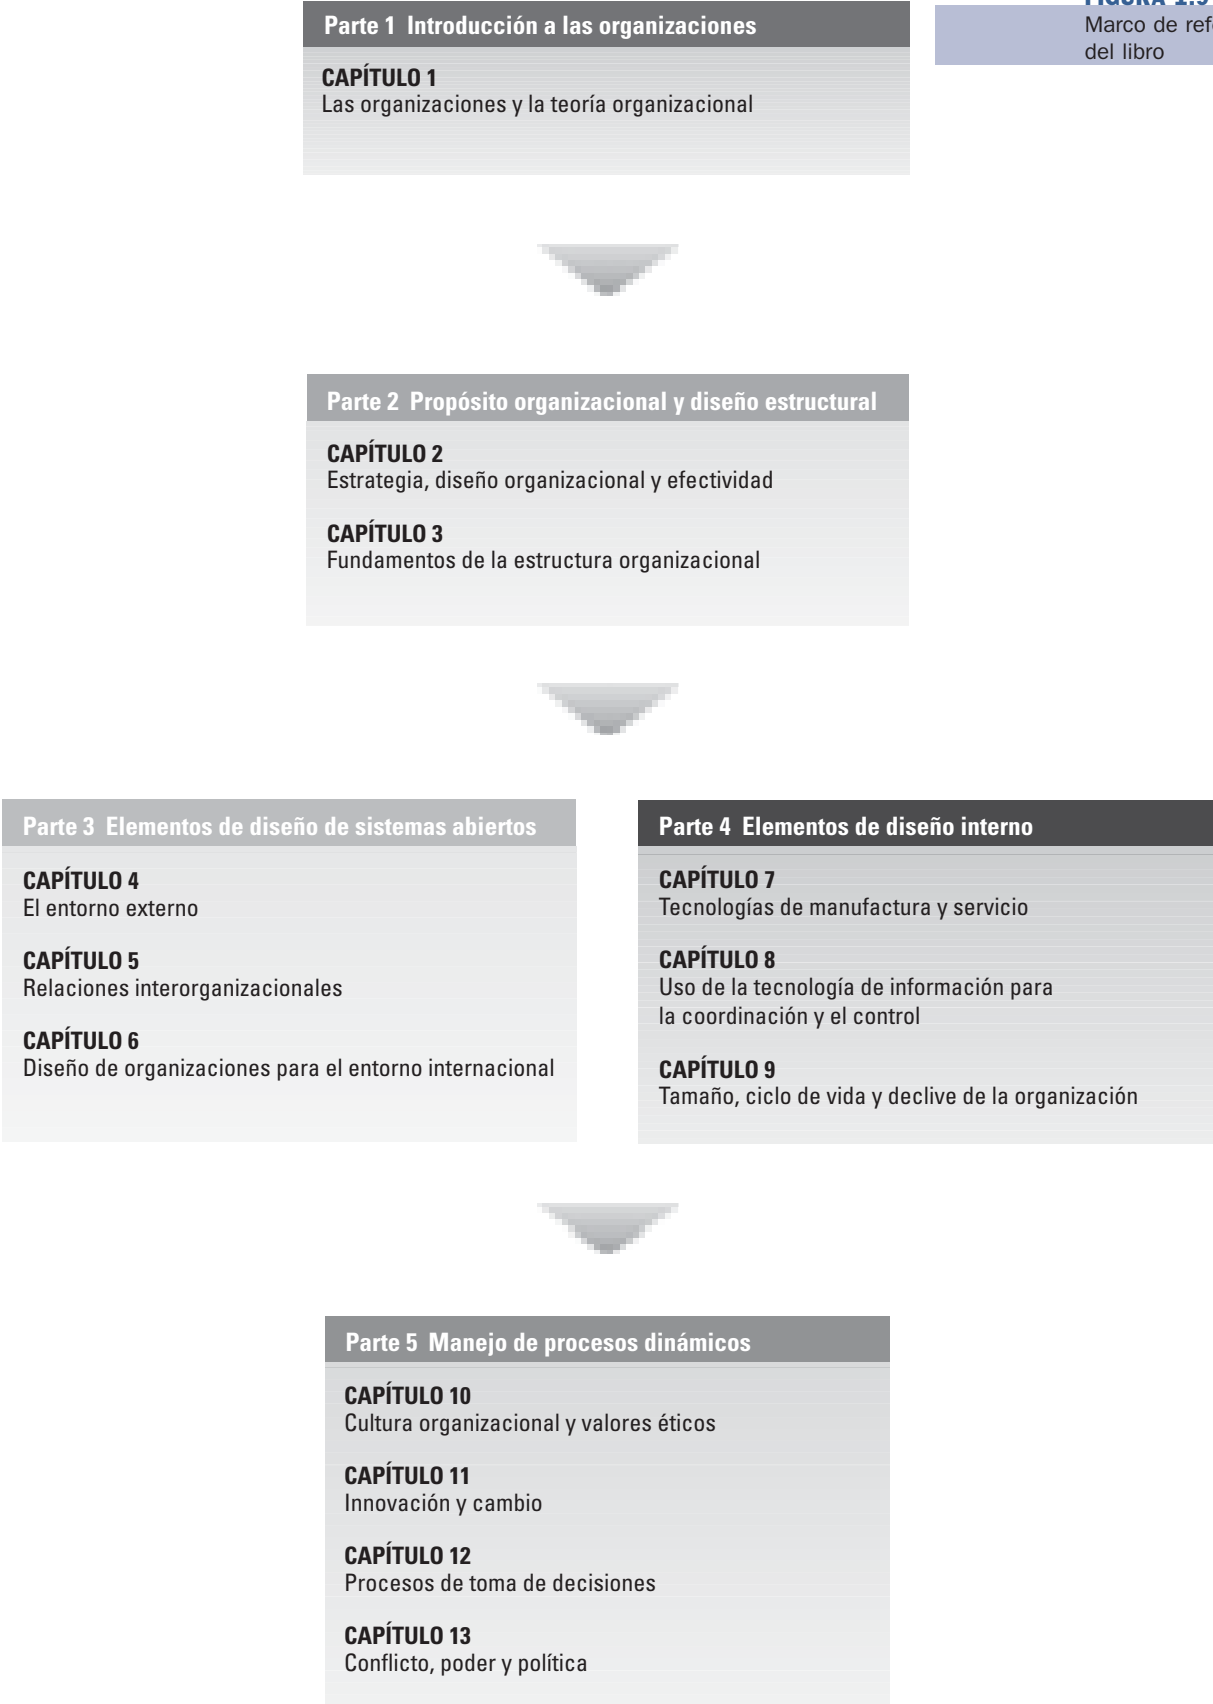 Parte 1 Introducción a las organizaciones
CAPÍTULO 1
Las organizaciones y la teoría organizacional
Marco de
del libro
Parte 2 Propósito organizacional y diseño estructural
CAPÍTULO 2
Estrategia, diseño organizacional y efectividad
CAPÍTULO 3
Fundamentos de la estructura organizacional
Parte 3 Elementos de diseño de sistemas abiertos
CAPÍTULO 4
El entorno externo
CAPÍTULO 5
Relaciones interorganizacionales
CAPÍTULO 6
Diseño de organizaciones para el entorno internacional
Parte 4 Elementos de diseño interno
CAPÍTULO 7
Tecnologías de manufactura y servicio
CAPÍTULO 8
Uso de la tecnología de información para
la coordinación y el control
CAPÍTULO 9
Tamaño, ciclo de vida y declive de la organización
Parte 5 Manejo de procesos dinámicos
CAPÍTULO 10
Cultura organizacional y valores éticos
CAPÍTULO 11
Innovación y cambio
CAPÍTULO 12
Procesos de toma de decisiones
CAPÍTULO 13
Conflicto, poder y política